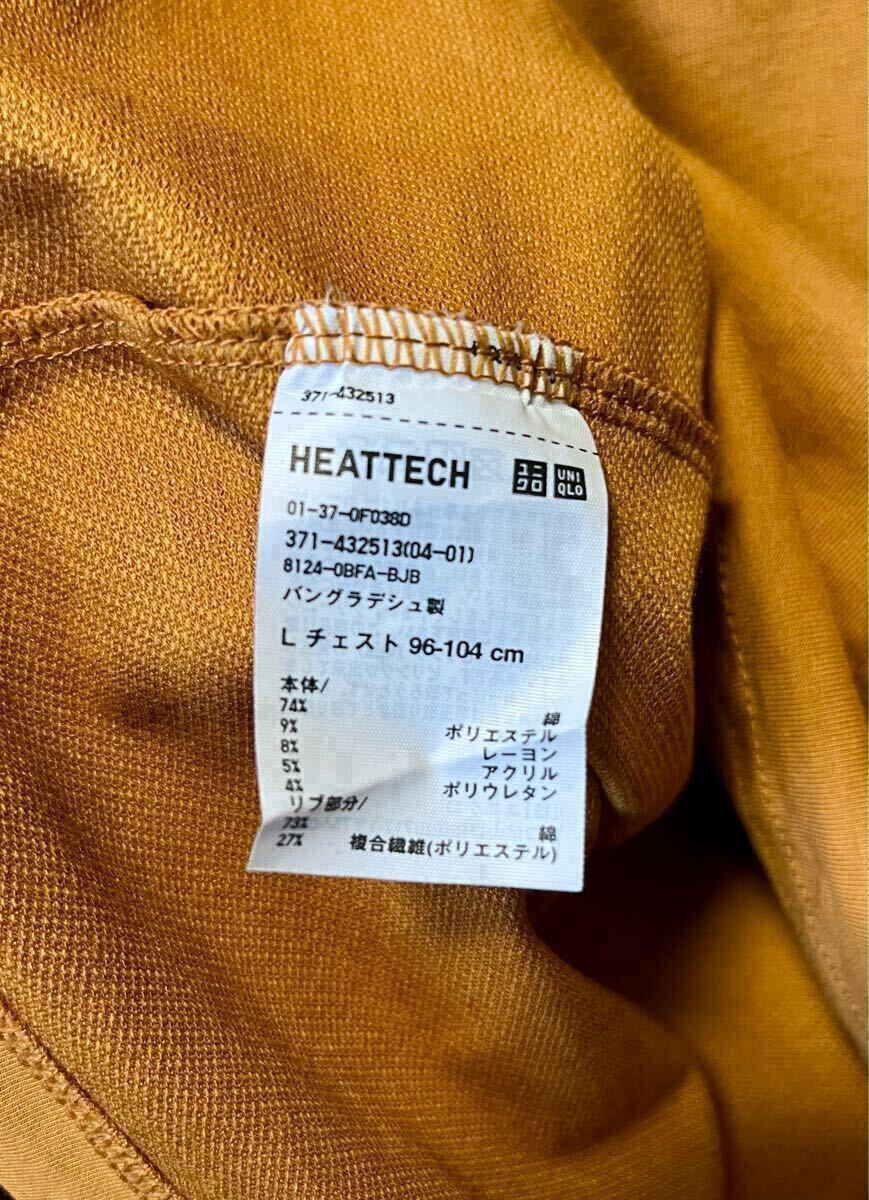 371-432513
HEATTECH ユニクロ UNIQLO
01-37-0F038D
371-432513(04-01)
8124-0BFA-BJB
バングラデシュ製
L チェスト 96-104 cm
本体/
74% 綿
9% ポリエステル
8% レーヨン
5% アクリル
4% ポリウレタン
リブ部分/
73% 綿
27% 複合繊維(ポリエステル)